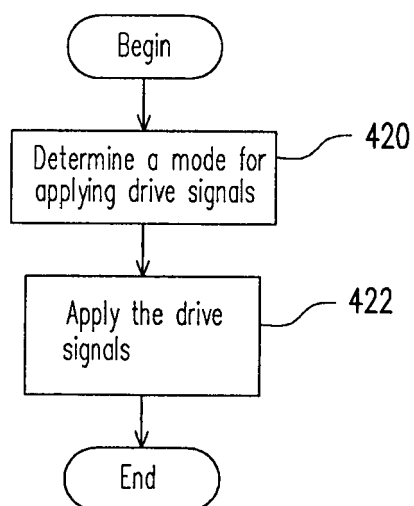 Begin
Determine a mode for
applying drive signals
420
Apply the drive
signals
422
End